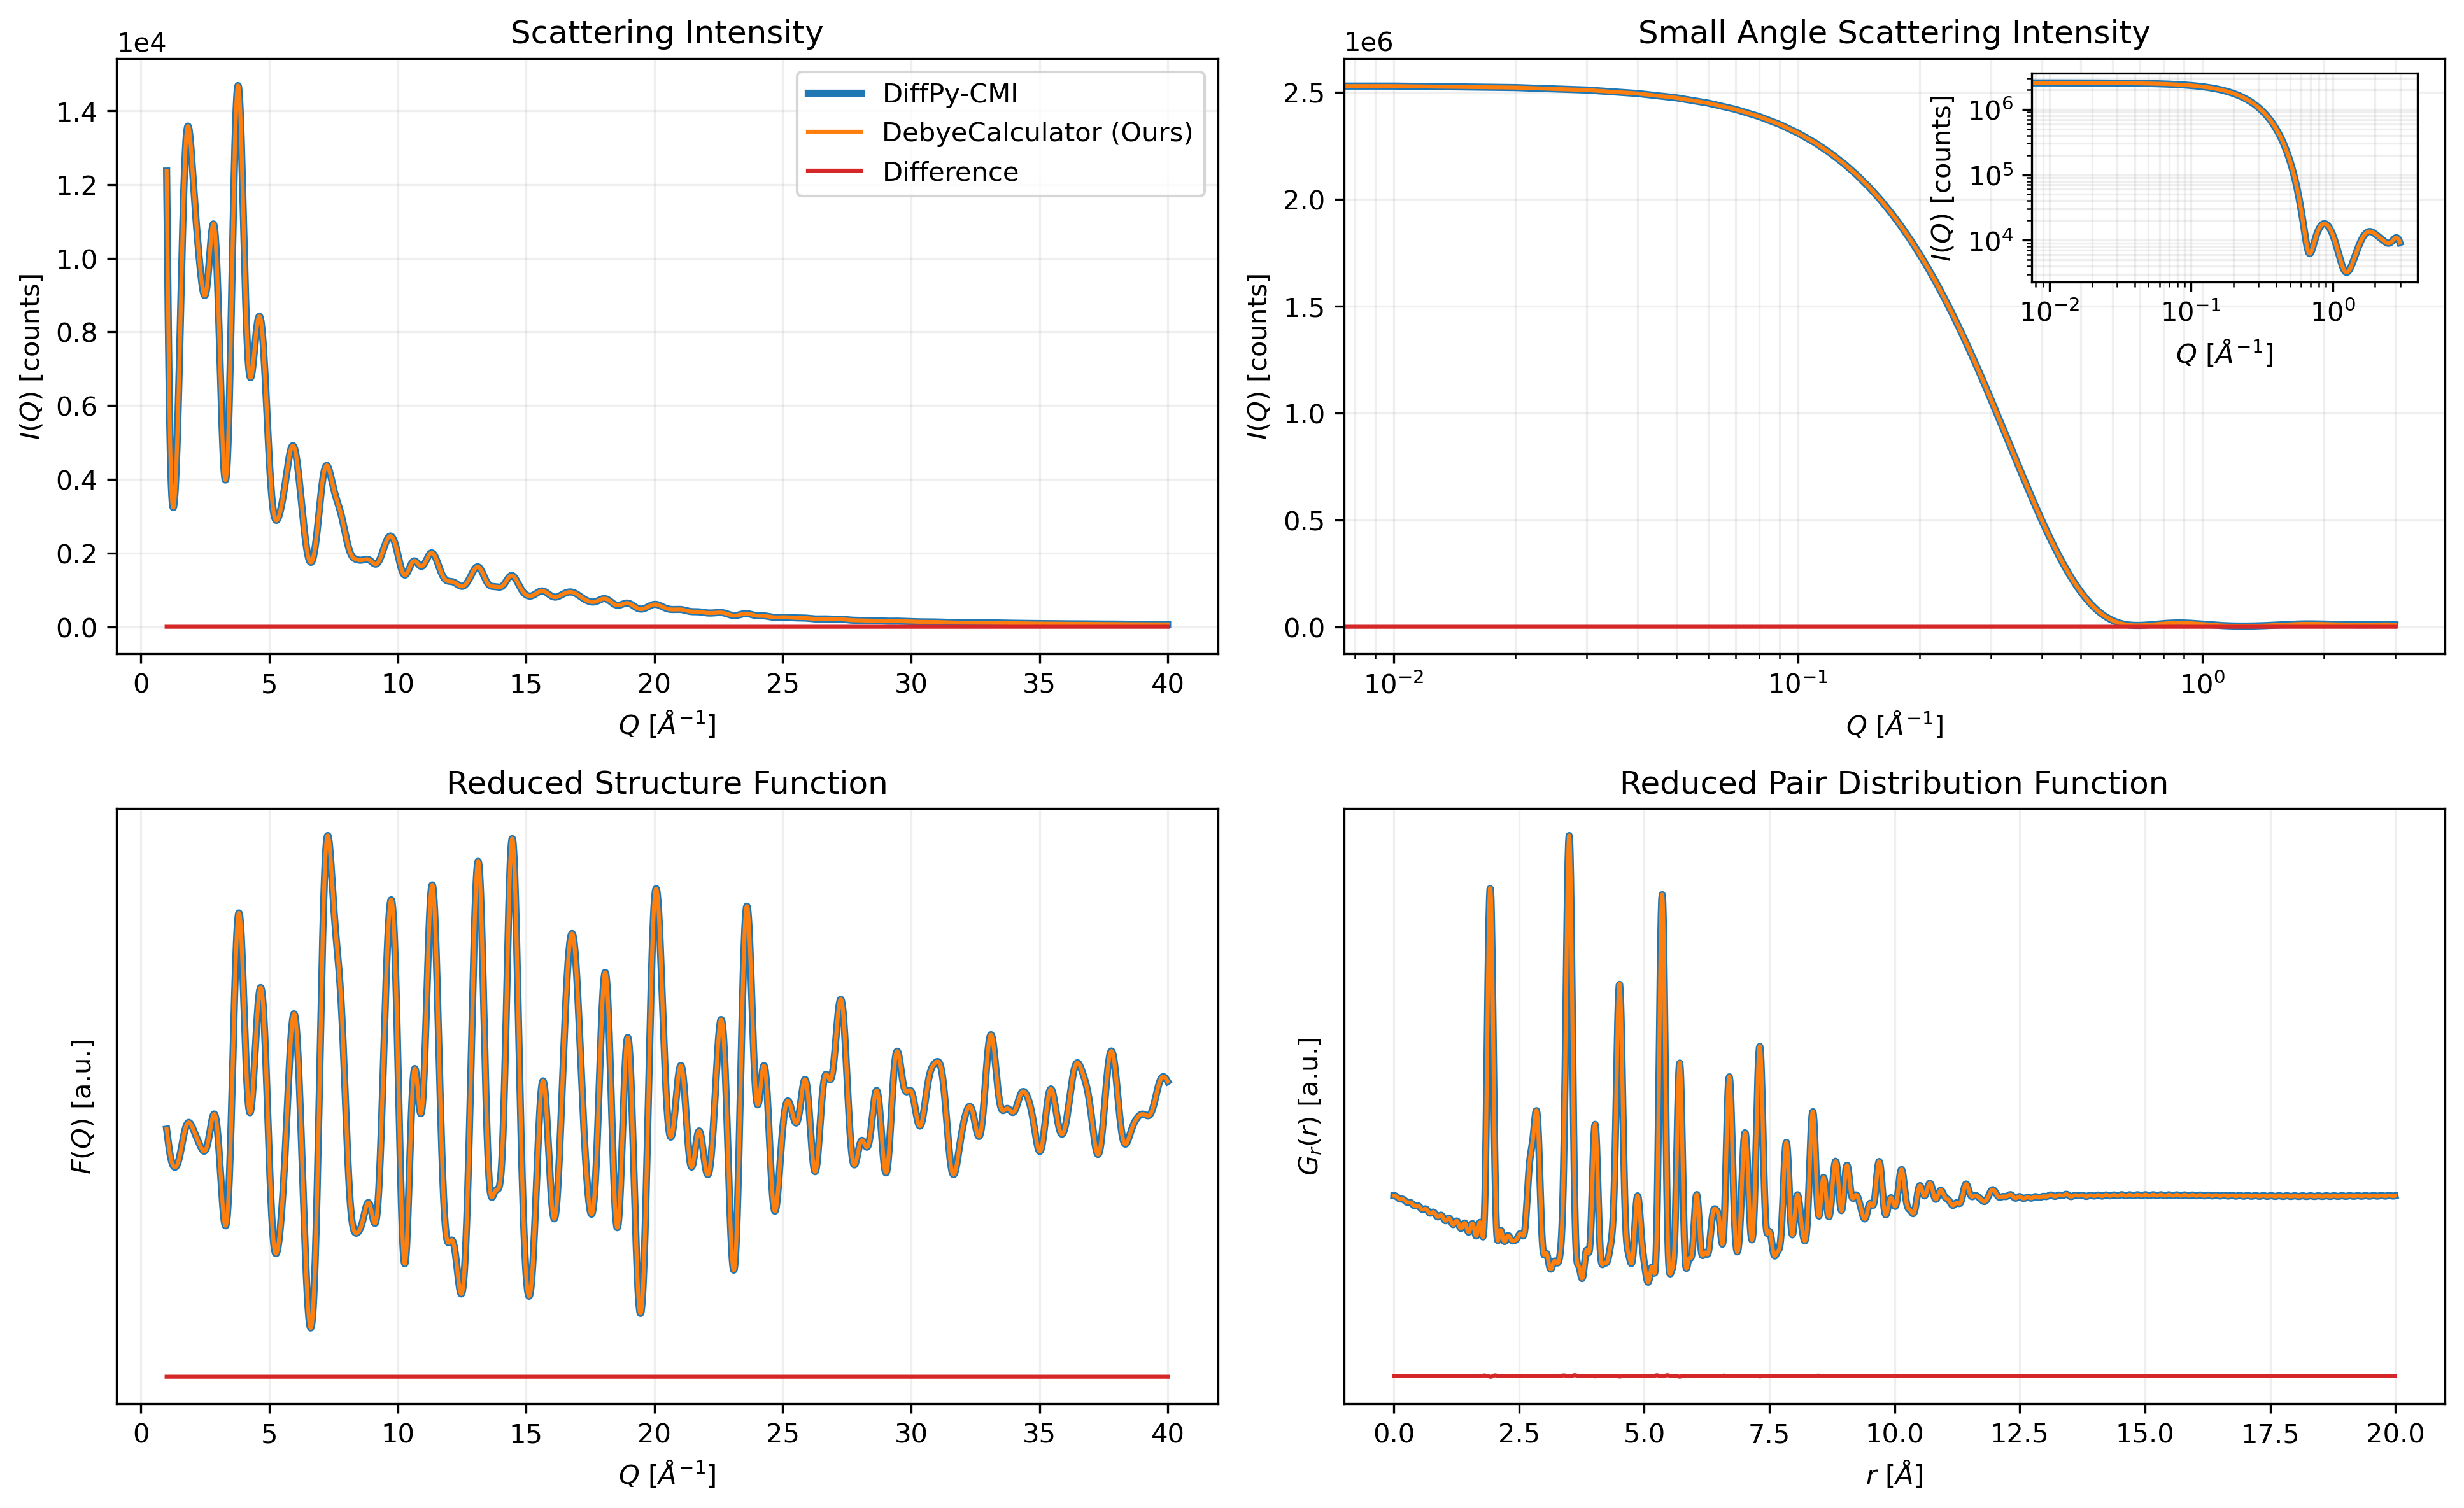 Scattering Intensity
1e4
DiffPy-CMI
DebyeCalculator (Ours)
Difference
1.4
1.2
1.0
0.8
0.6
0.4
0.2
0.0
I(Q) [counts]
0 5 10 15 20 25 30 35 40
Q [Å⁻¹]
Small Angle Scattering Intensity
1e6
2.5
2.0
1.5
1.0
0.5
0.0
I(Q) [counts]
10⁻² 10⁻¹ 10⁰
Q [Å⁻¹]
10⁶
10⁵
10⁴
I(Q) [counts]
10⁻² 10⁻¹ 10⁰
Q [Å⁻¹]
Reduced Structure Function
F(Q) [a.u.]
0 5 10 15 20 25 30 35 40
Q [Å⁻¹]
Reduced Pair Distribution Function
Gᵣ(r) [a.u.]
0.0 2.5 5.0 7.5 10.0 12.5 15.0 17.5 20.0
r [Å]